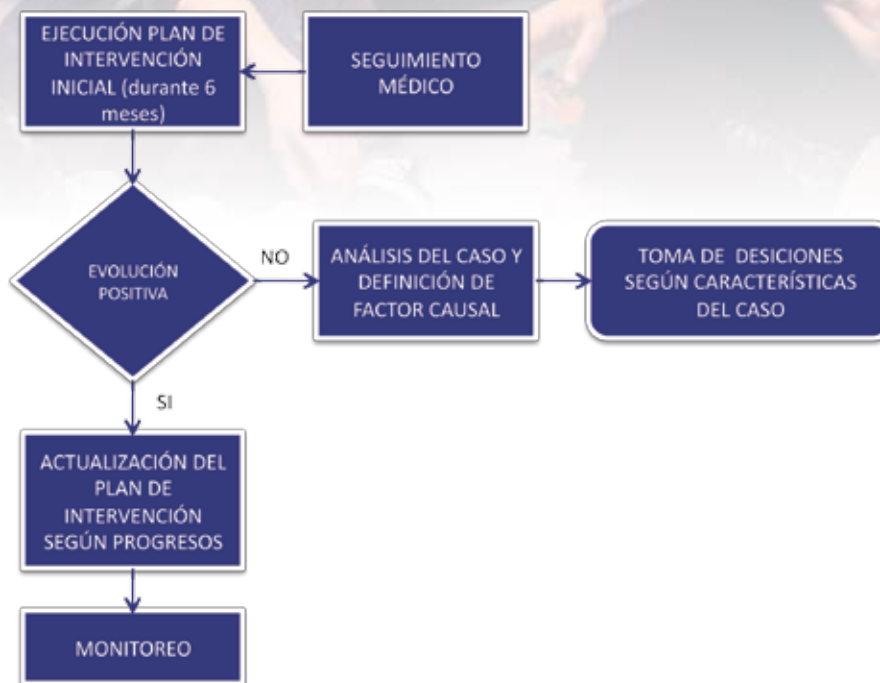 EJECUCIÓN PLAN DE
INTERVENCIÓN
INICIAL (durante 6
meses)
SEGUIMIENTO
MÉDICO
EVOLUCIÓN
POSITIVA
NO
ANÁLISIS DEL CASO Y
DEFINICIÓN DE
FACTOR CAUSAL
TOMA DE DESICIONES
SEGÚN CARACTERÍSTICAS
DEL CASO
SI
ACTUALIZACIÓN DEL
PLAN DE
INTERVENCIÓN
SEGÚN PROGRESOS
MONITOREO